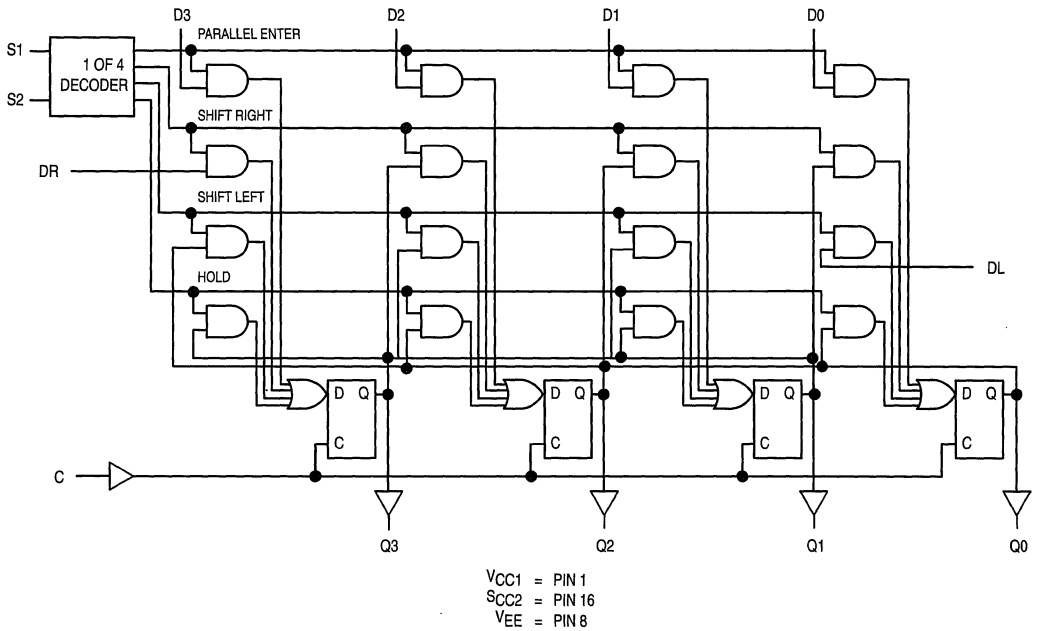 D3 D2 D1 D0
PARALLEL ENTER
S1
1 OF 4
DECODER
S2
SHIFT RIGHT
DR
SHIFT LEFT
DL
HOLD
D Q D Q D Q D Q
C C C C
C
Q3 Q2 Q1 Q0
VCC1 = PIN 1
SCC2 = PIN 16
VEE = PIN 8